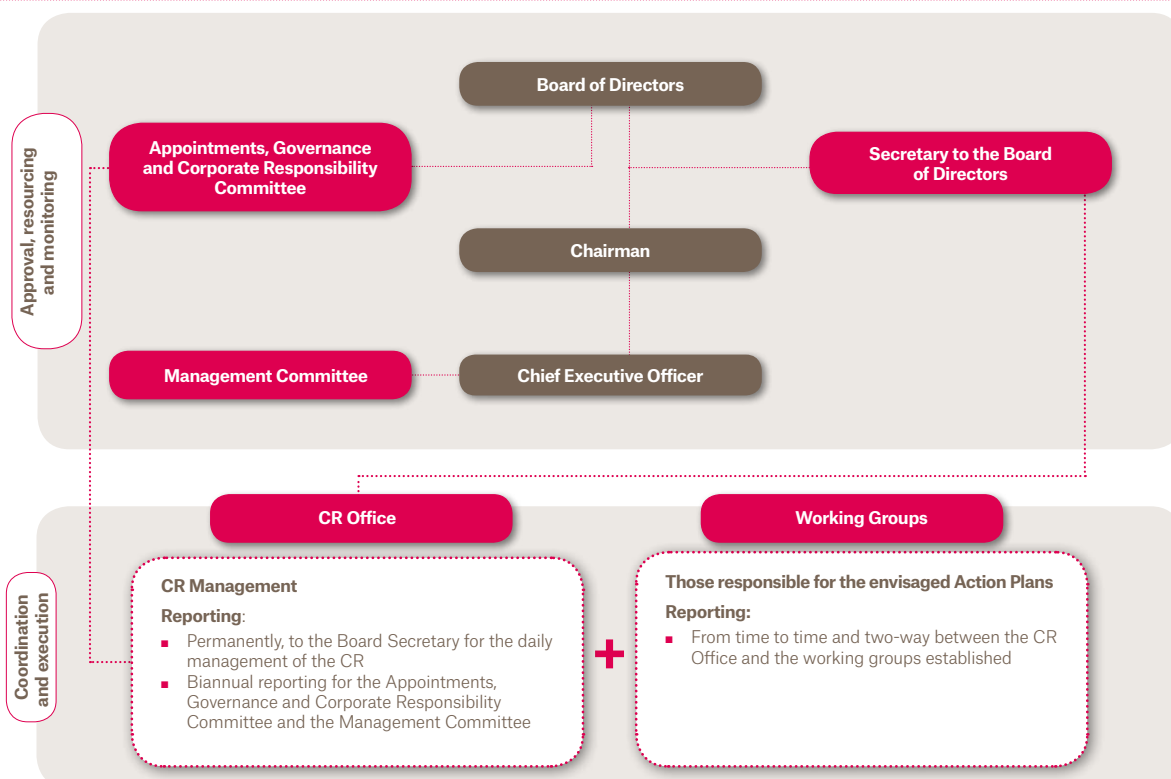 Board of Directors
Appointments, Governance
and Corporate Responsibility
Committee
Secretary to the Board
of Directors
Approval, resourcing
and monitoring
Chairman
Management Committee
Chief Executive Officer
CR Office
Working Groups
Coordination
and execution
CR Management
Reporting:
▪ Permanently, to the Board Secretary for the daily
management of the CR
▪ Biannual reporting for the Appointments,
Governance and Corporate Responsibility
Committee and the Management Committee
+
Those responsible for the envisaged Action Plans
Reporting:
▪ From time to time and two-way between the CR
Office and the working groups established